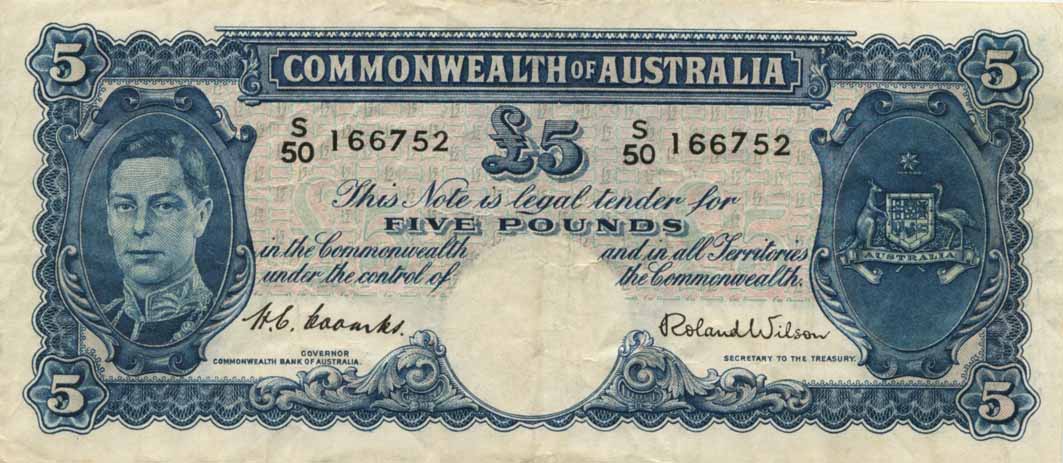 5
5
COMMONWEALTH OF AUSTRALIA
S
50 166752
£5
S
50 166752
This Note is legal tender for
FIVE POUNDS
in the Commonwealth
and in all Territories
under the control of
the Commonwealth.
AUSTRALIA
H.C. Coombs.
Roland Wilson
GOVERNOR
COMMONWEALTH BANK OF AUSTRALIA.
SECRETARY TO THE TREASURY.
5
5